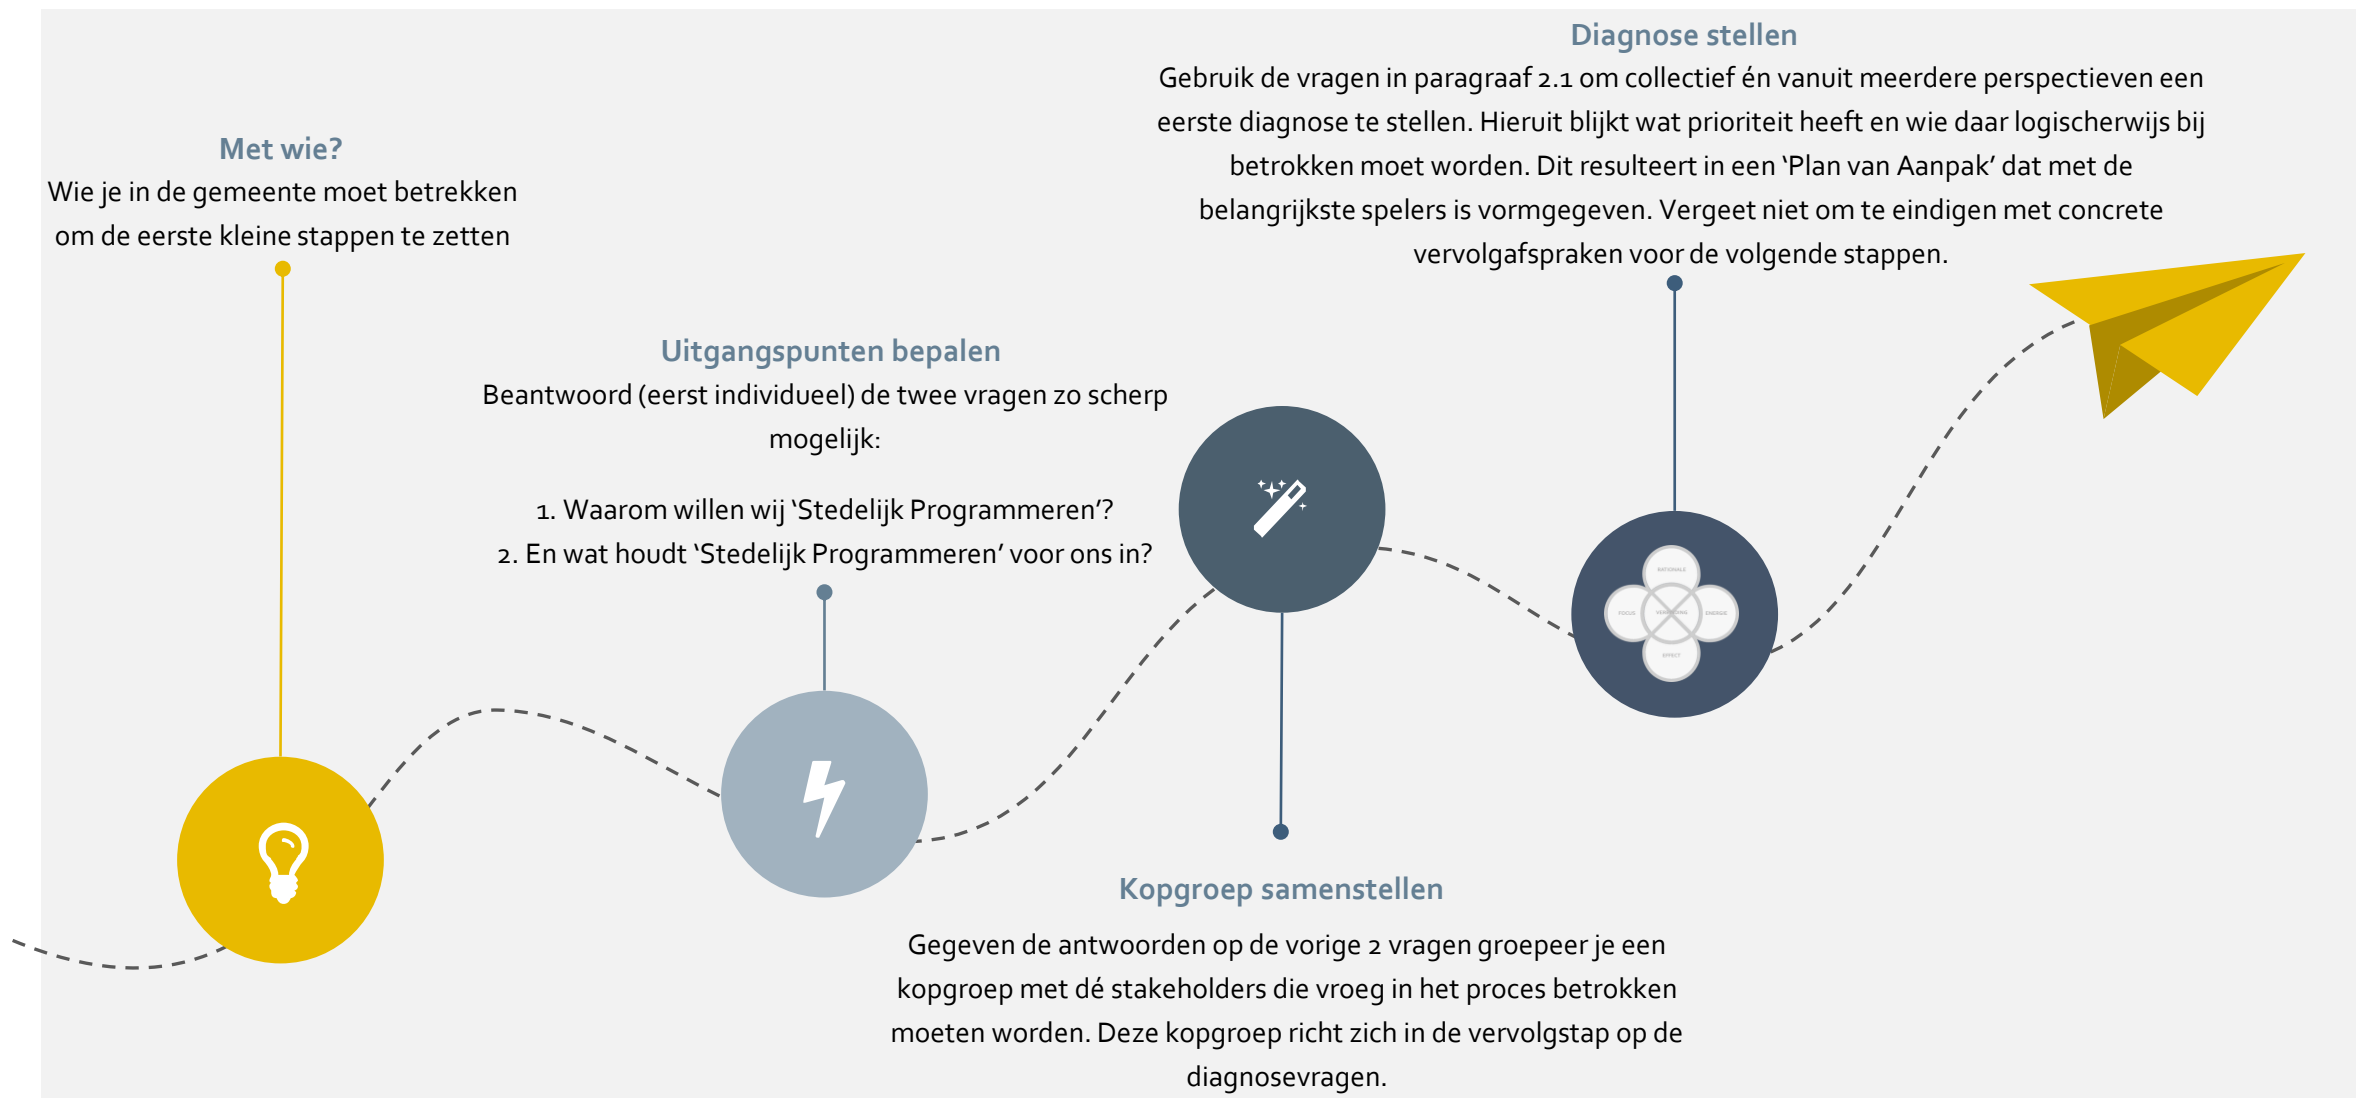 Met wie?
Wie je in de gemeente moet betrekken
om de eerste kleine stappen te zetten
Uitgangspunten bepalen
Beantwoord (eerst individueel) de twee vragen zo scherp
mogelijk:
1. Waarom willen wij ‘Stedelijk Programmeren’?
2. En wat houdt ‘Stedelijk Programmeren’ voor ons in?
Kopgroep samenstellen
Gegeven de antwoorden op de vorige 2 vragen groepeer je een
kopgroep met dé stakeholders die vroeg in het proces betrokken
moeten worden. Deze kopgroep richt zich in de vervolgstap op de
diagnosevragen.
Diagnose stellen
Gebruik de vragen in paragraaf 2.1 om collectief én vanuit meerdere perspectieven een
eerste diagnose te stellen. Hieruit blijkt wat prioriteit heeft en wie daar logischerwijs bij
betrokken moet worden. Dit resulteert in een ‘Plan van Aanpak’ dat met de
belangrijkste spelers is vormgegeven. Vergeet niet om te eindigen met concrete
vervolgafspraken voor de volgende stappen.
RATIONALE
FOCUS
ENERGIE
EFFECT